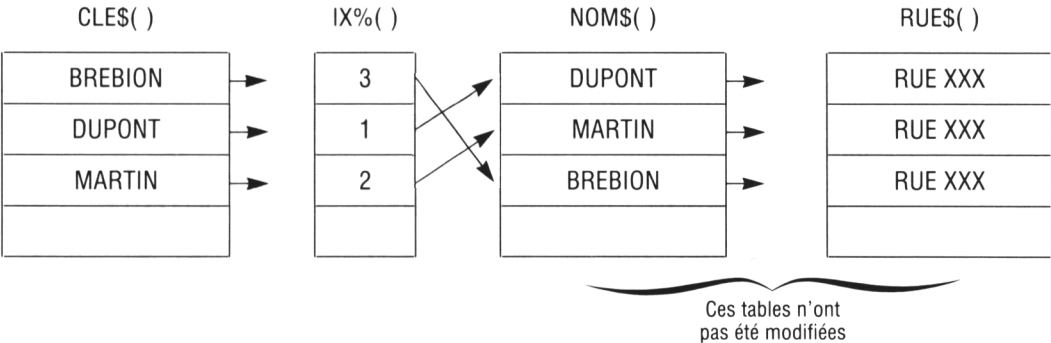 CLE$( ) IX%( ) NOM$( ) RUE$( )
BREBION 3 DUPONT RUE XXX
DUPONT 1 MARTIN RUE XXX
MARTIN 2 BREBION RUE XXX
Ces tables n'ont
pas été modifiées